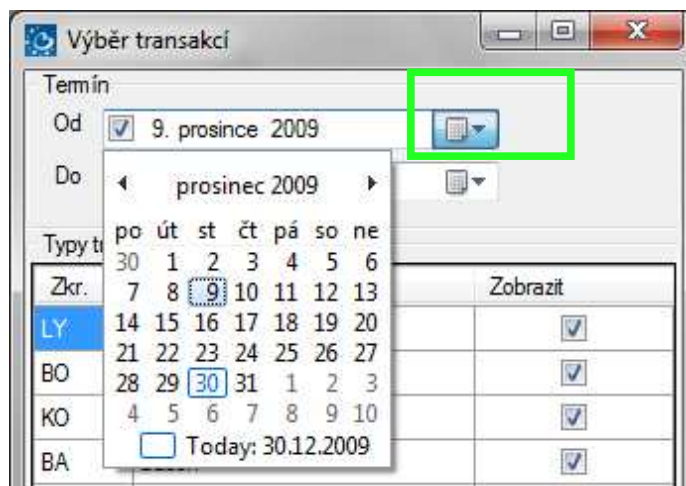 Výběr transakcí
Termín
Od 9. prosince 2009
Do
prosinec 2009
Typy
po út st čt pá so ne
30 1 2 3 4 5 6
7 8 9 10 11 12 13
14 15 16 17 18 19 20
21 22 23 24 25 26 27
28 29 30 31 1 2 3
4 5 6 7 8 9 10
Today: 30.12.2009
Zkr. Zobrazit
LY
BO
KO
BA